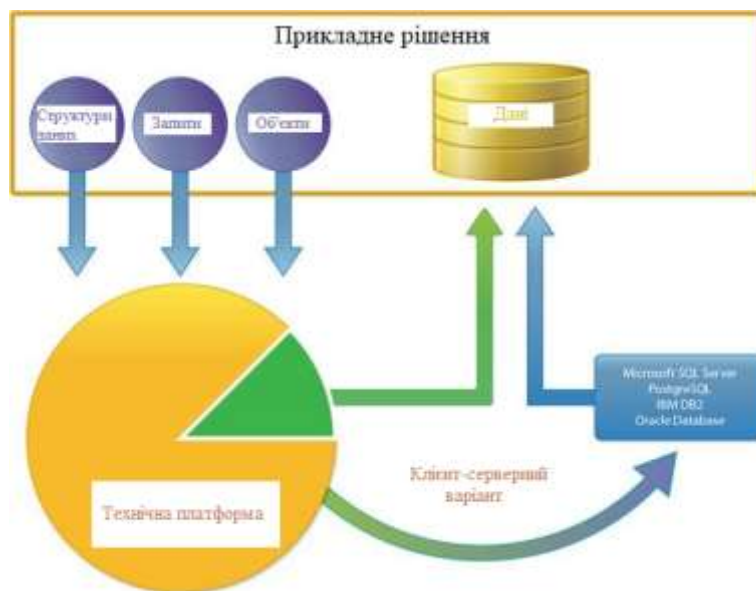 Прикладне рішення
Структури
даних
Запити
Об'єкти
Дані
Microsoft SQL Server
PostgreSQL
IBM DB2
Oracle Database
Клієнт-серверний
варіант
Технічна платформа